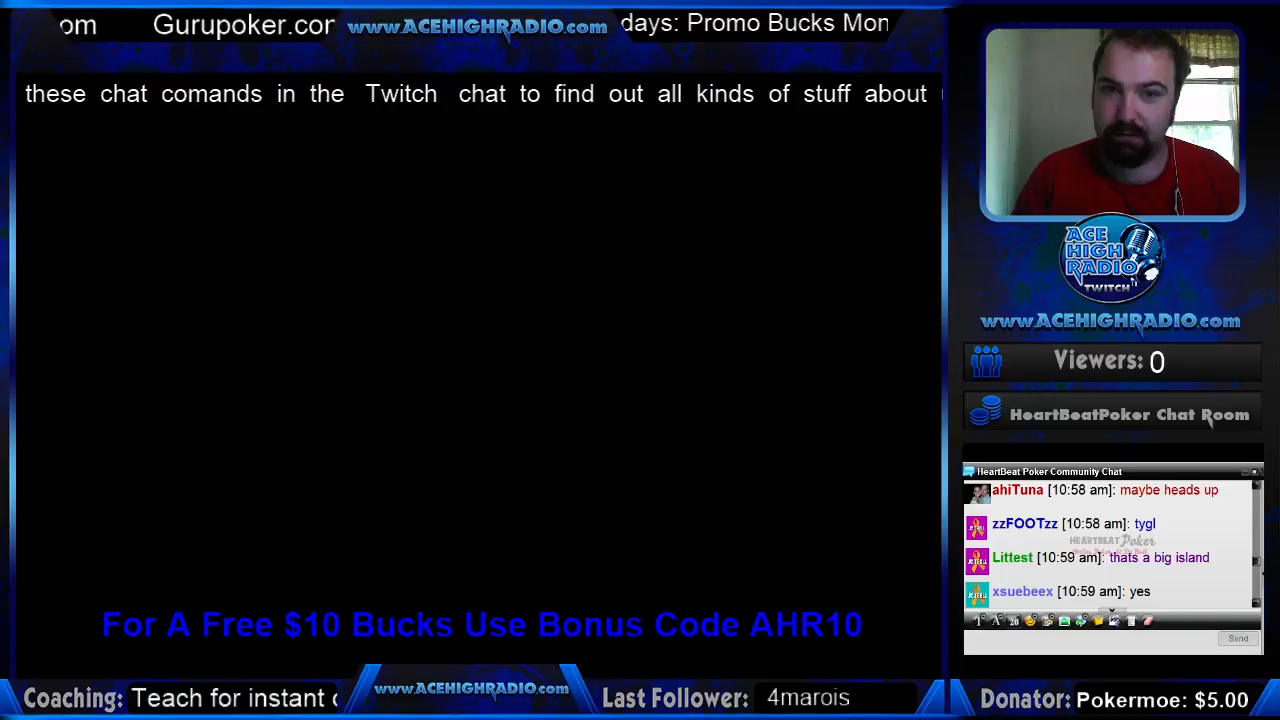 om Gurupoker.com
www.ACEHIGHRADIO.com
days: Promo Bucks Mon
these chat comands in the Twitch chat to find out all kinds of stuff about
ACE
HIGH
RADIO
TWITCH
www.ACEHIGHRADIO.com
Viewers: 0
HeartBeatPoker Chat Room
HeartBeat Poker Community Chat
ahiTuna [10:58 am]: maybe heads up
zzFOOTzz [10:58 am]: tygl
HEARTBEAT Poker
Littest [10:59 am]: thats a big island
xsuebeex [10:59 am]: yes
Send
For A Free $10 Bucks Use Bonus Code AHR10
Coaching: Teach for instant
www.ACEHIGHRADIO.com
Last Follower: 4marois
Donator: Pokermoe: $5.00